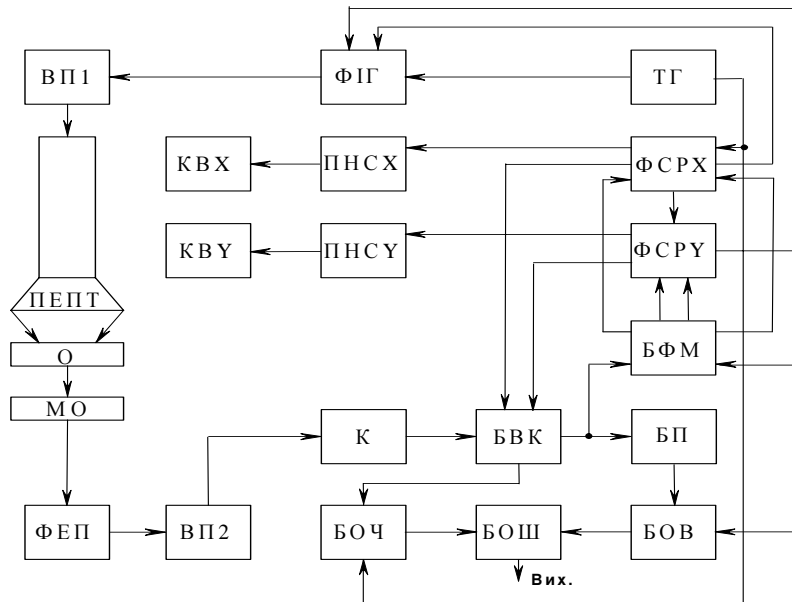 ВП1
ФІГ
ТГ
КВХ
ПНСХ
ФСРХ
КВY
ПНСY
ФСРY
ПЕПТ
О
БФМ
МО
К
БВК
БП
ФЕП
ВП2
БОЧ
БОШ
БОВ
Вих.